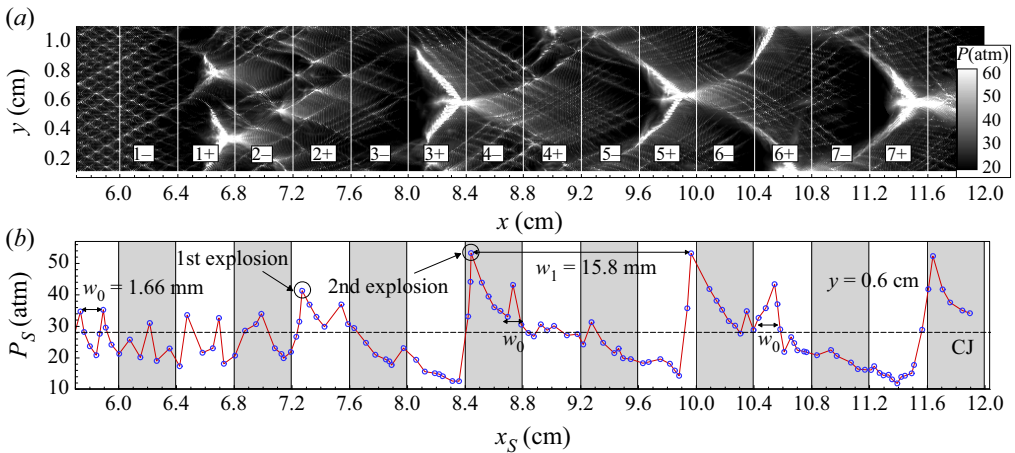 (a)
1.0
0.8
0.6
0.4
0.2
y (cm)
1–
1+
2–
2+
3–
3+
4–
4+
5–
5+
6–
6+
7–
7+
P(atm)
60
50
40
30
20
6.0 6.4 6.8 7.2 7.6 8.0 8.4 8.8 9.2 9.6 10.0 10.4 10.8 11.2 11.6 12.0
x (cm)
(b)
50
40
30
20
10
P_S (atm)
w_0 = 1.66 mm
1st explosion
2nd explosion
w_1 = 15.8 mm
y = 0.6 cm
w_0
w_0
CJ
6.0 6.4 6.8 7.2 7.6 8.0 8.4 8.8 9.2 9.6 10.0 10.4 10.8 11.2 11.6 12.0
x_S (cm)